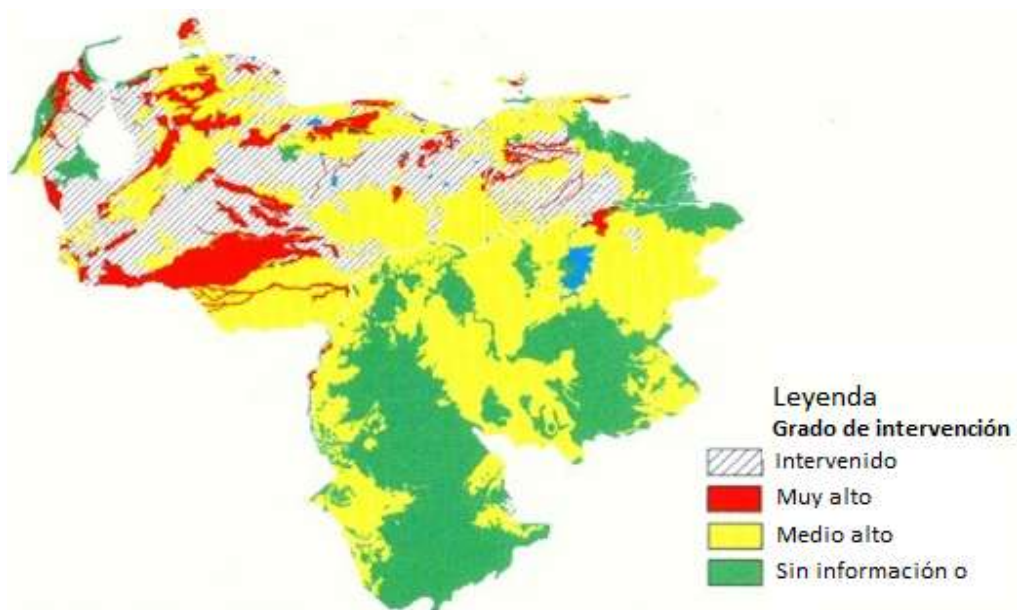 Leyenda
Grado de intervención
Intervenido
Muy alto
Medio alto
Sin información o